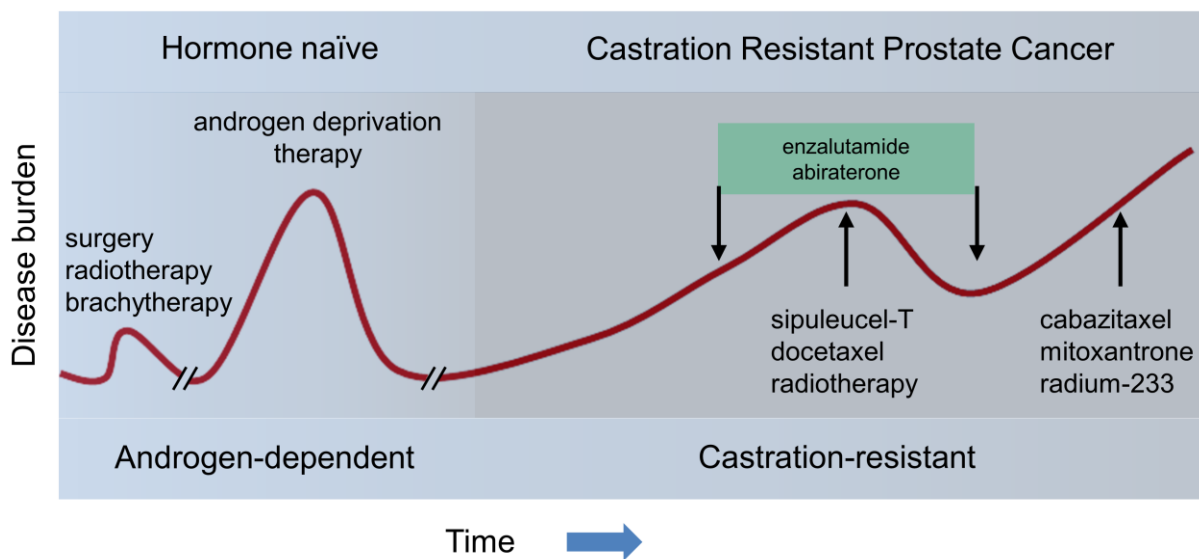 Hormone naïve
Castration Resistant Prostate Cancer
androgen deprivation
therapy
surgery
radiotherapy
brachytherapy
enzalutamide
abiraterone
sipuleucel-T
docetaxel
radiotherapy
cabazitaxel
mitoxantrone
radium-233
Disease burden
Androgen-dependent
Castration-resistant
Time